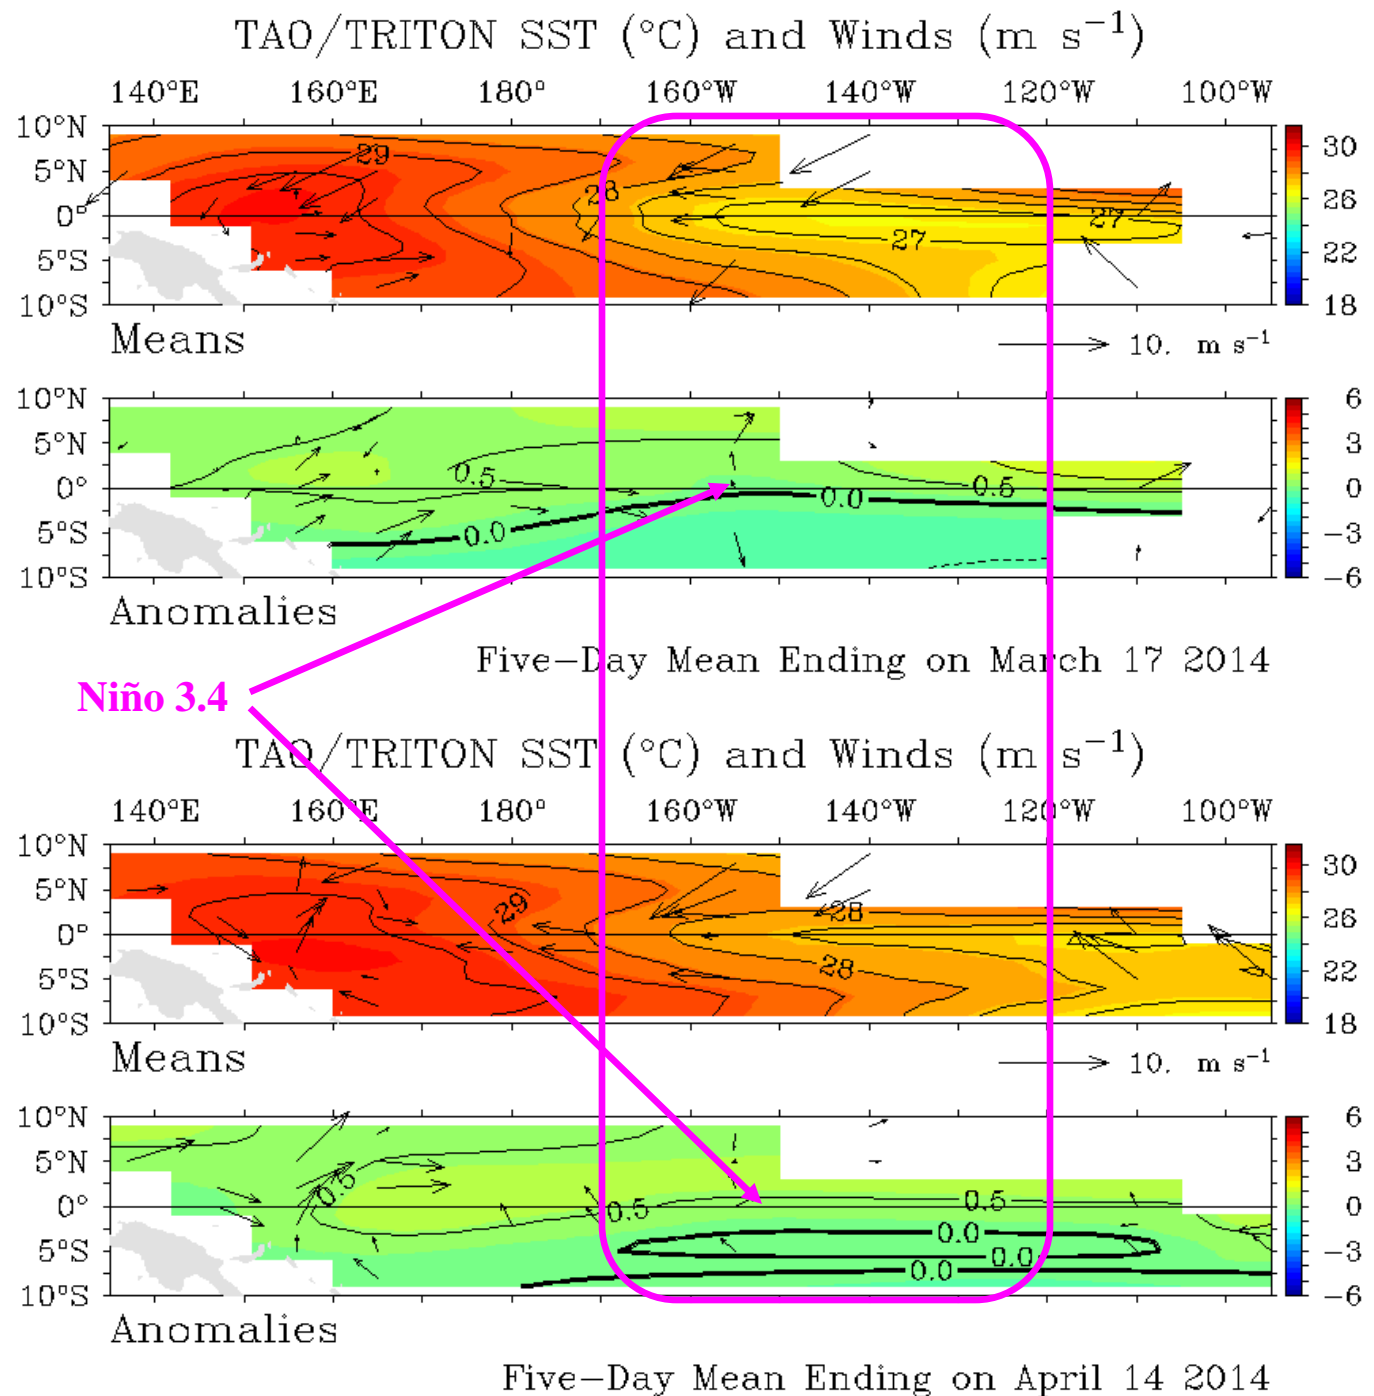 TAO/TRITON SST (°C) and Winds (m s⁻¹)
140°E 160°E 180° 160°W 140°W 120°W 100°W
10°N
5°N
0°
5°S
10°S
29
28
27
27
30
26
22
18
Means
10. m s⁻¹
10°N
5°N
0°
5°S
10°S
0.5
0.0
0.0
0.5
6
3
0
−3
−6
Anomalies
Five−Day Mean Ending on March 17 2014
Niño 3.4
TAO/TRITON SST (°C) and Winds (m s⁻¹)
140°E 160°E 180° 160°W 140°W 120°W 100°W
10°N
5°N
0°
5°S
10°S
29
28
28
30
26
22
18
Means
10. m s⁻¹
10°N
5°N
0°
5°S
10°S
0.5
0.5
0.5
0.0
0.0
0.0
6
3
0
−3
−6
Anomalies
Five−Day Mean Ending on April 14 2014